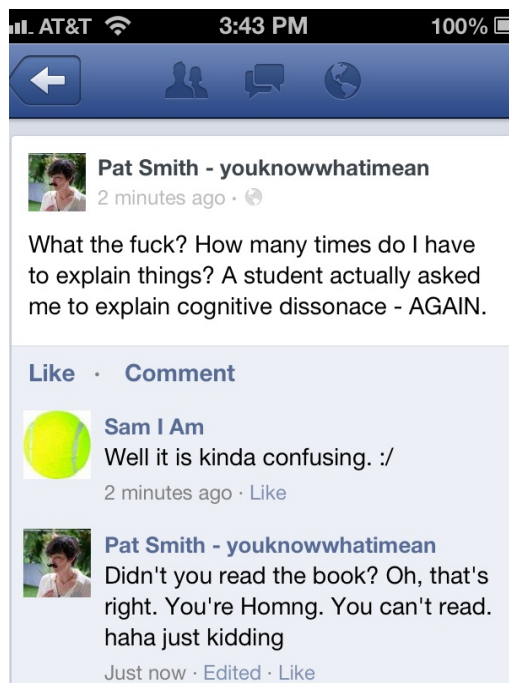 AT&T 3:43 PM 100%
Pat Smith - youknowwhatimean
2 minutes ago ·
What the fuck? How many times do I have
to explain things? A student actually asked
me to explain cognitive dissonace - AGAIN.
Like · Comment
Sam I Am
Well it is kinda confusing. :/
2 minutes ago · Like
Pat Smith - youknowwhatimean
Didn't you read the book? Oh, that's
right. You're Homng. You can't read.
haha just kidding
Just now · Edited · Like